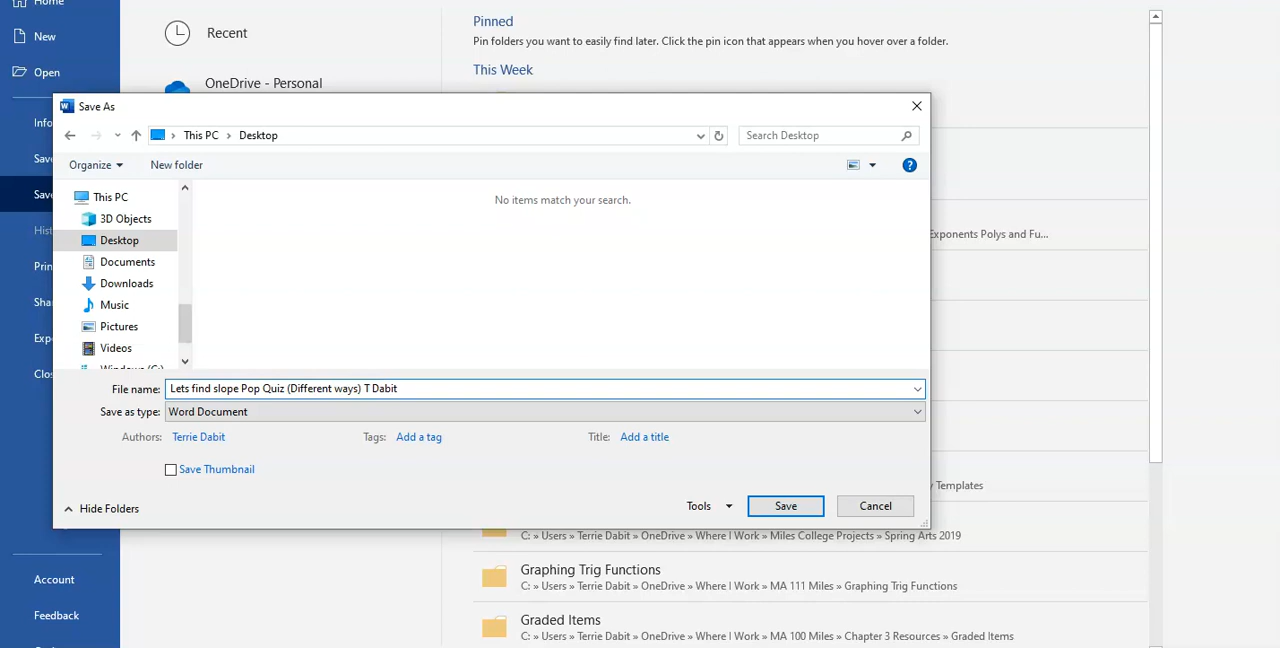 Home
Recent
Pinned
New
Pin folders you want to easily find later. Click the pin icon that appears when you hover over a folder.
Open
OneDrive - Personal
This Week
Save As
Info
This PC
Desktop
Search Desktop
Save
Organize
New folder
No items match your search.
Save
This PC
3D Objects
Hist
Exponents Polys and Fu...
Desktop
Documents
Prin
Downloads
Shar
Music
Pictures
Expo
Videos
Windows (C:)
Clos
File name: Lets find slope Pop Quiz (Different ways) T Dabit
Save as type: Word Document
Authors: Terrie Dabit
Tags: Add a tag
Title: Add a title
Save Thumbnail
y Templates
Hide Folders
Tools
Save
Cancel
C: » Users » Terrie Dabit » OneDrive » Where I Work » Miles College Projects » Spring Arts 2019
Graphing Trig Functions
Account
C: » Users » Terrie Dabit » OneDrive » Where I Work » MA 111 Miles » Graphing Trig Functions
Feedback
Graded Items
C: » Users » Terrie Dabit » OneDrive » Where I Work » MA 100 Miles » Chapter 3 Resources » Graded Items